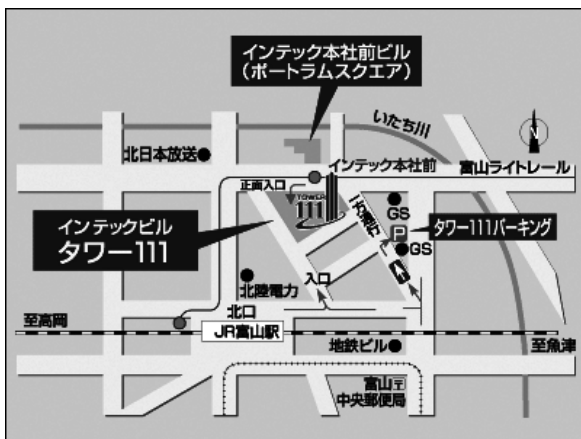 インテック本社前ビル
(ポートラムスクエア)
いたち川
N
北日本放送
インテック本社前
富山ライトレール
正面入口
TOWER
111
GS
インテックビル
タワー111
一方通行
P
タワー111パーキング
GS
入口
北陸電力
北口
至高岡
JR富山駅
地鉄ビル
至魚津
富山〒
中央郵便局